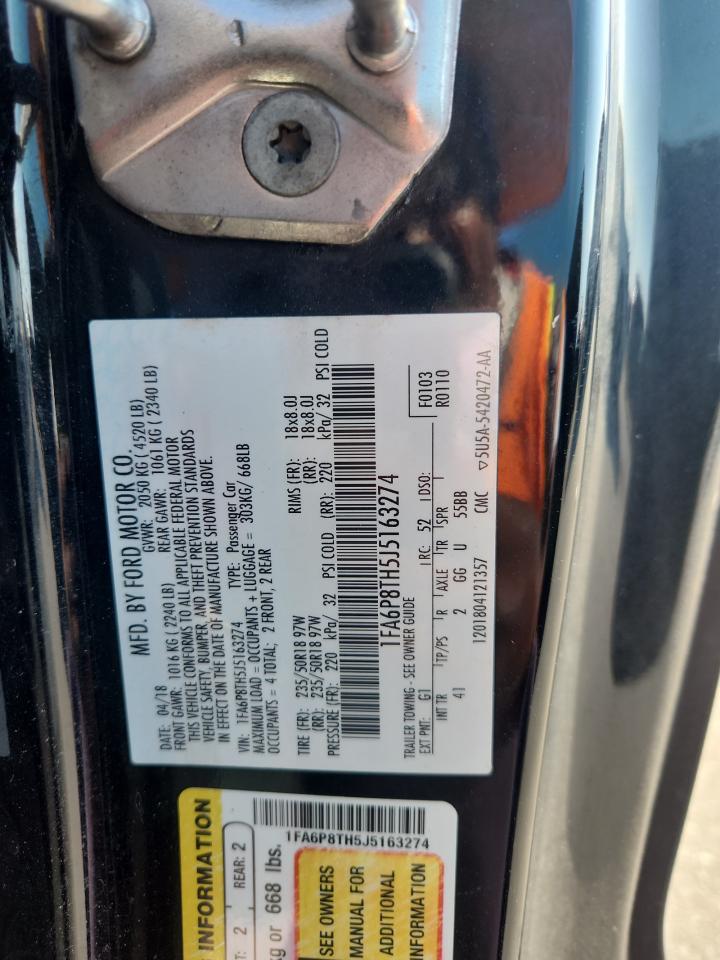 MFD. BY FORD MOTOR CO.
DATE: 04/18 GVWR: 2050 KG ( 4520 LB)
FRONT GAWR: 1016 KG ( 2240 LB) REAR GAWR: 1061 KG ( 2340 LB)
THIS VEHICLE CONFORMS TO ALL APPLICABLE FEDERAL MOTOR
VEHICLE SAFETY, BUMPER, AND THEFT PREVENTION STANDARDS
IN EFFECT ON THE DATE OF MANUFACTURE SHOWN ABOVE.
VIN: 1FA6P8TH5J5163274 TYPE: Passenger Car
MAXIMUM LOAD = OCCUPANTS + LUGGAGE = 303KG/ 668LB
OCCUPANTS = 4 TOTAL; 2 FRONT, 2 REAR
TIRE (FR): 235/50R18 97W RIMS (FR): 18x8.0J
(RR): 235/50R18 97W (RR): 18x8.0J
PRESSURE (FR): 220 kPa/ 32 PSI COLD (RR): 220 kPa/ 32 PSI COLD
1FA6P8TH5J5163274
TRAILER TOWING - SEE OWNER GUIDE F0103
EXT PNT: G1 RC: 52 DSO: R0110
INT TR TP/PS R AXLE TR SPR
41 2 GG U 55BB
1201804121357 CMC ▽5U5A-5420472-AA
INFORMATION
T: 2 REAR: 2
kg or 668 lbs.
1FA6P8TH5J5163274
SEE OWNERS
MANUAL FOR
ADDITIONAL
INFORMATION